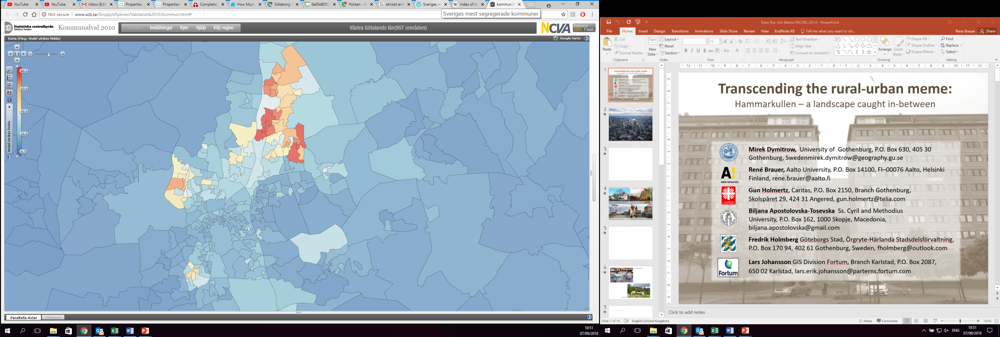 YouTube
YouTube
Inbox (8,82
Properties
Properties
Completely
How Much
Göteborg
6a00d8353
Polisen - G
etniskt and
Sveriges m
Index of di
kommun.h
Not secure | www.scb.se/Grupp/eXplorer/Valstatistik2010/kommun.html#
Sveriges mest segregerade kommuner
Statistiska centralbyrån
Statistics Sweden
Kommunalval 2010
Inställningar Vyer Hjälp Välj region
Västra Götalands län(957 områden)
NCVA
Powered by
GAV Flash
Karta (Färg: Andel utrikes födda)
Google Karta
80,3
63,5
42,5
21,5
4,7
Andel utrikes födda
Parallella Axlar Tidsgraf
10:51
07/09/2018
Trans Rur Urb Meme PECSRL 2014 - PowerPoint
File Home Insert Design Transitions Animations Slide Show Review View EndNote X8 Tell me what you want to do... Rene Brauer Share
Paste
Cut
Copy
Format Painter
Clipboard
New
Slide
Layout
Reset
Section
Slides
16
B I U S abc AV Aa A
Font
Text Direction
Align Text
Convert to SmartArt
Paragraph
Arrange
Quick
Styles
Shape Fill
Shape Outline
Shape Effects
Drawing
Find
Replace
Select
Editing
1
2
3
4
5
6
7
Transcending the rural-urban meme:
Hammarkullen – a landscape caught in-between
Mirek Dymitrow, University of Gothenburg, P.O. Box 630, 405 30
Gothenburg, Swedenmirek.dymitrow@geography.gu.se
A!
Aalto University
René Brauer, Aalto University, P.O. Box 14100, FI–00076 Aalto, Helsinki
Finland, rene.brauer@aalto.fi
caritas
Gun Holmertz, Caritas, P.O. Box 2150, Branch Gothenburg,
Skolspåret 29, 424 31 Angered, gun.holmertz@telia.com
Biljana Apostolovska-Tosevska Ss. Cyril and Methodius
University, P.O. Box 162, 1000 Skopje, Macedonia,
biljana.apostolovska@gmail.com
Fredrik Holmberg Göteborgs Stad, Örgryte-Härlanda Stadsdelsförvaltning,
P.O. Box 170 94, 402 61 Gothenburg, Sweden, fholmberg@outlook.com
Fortum
Lars Johansson GIS Division Fortum, Branch Karlstad, P.O. Box 2087,
650 02 Karlstad, lars.erik.johansson@parterns.fortum.com
Click to add notes
Slide 1 of 16 English (United Kingdom) Notes Comments 103%
ENG
10:51
07/09/2018